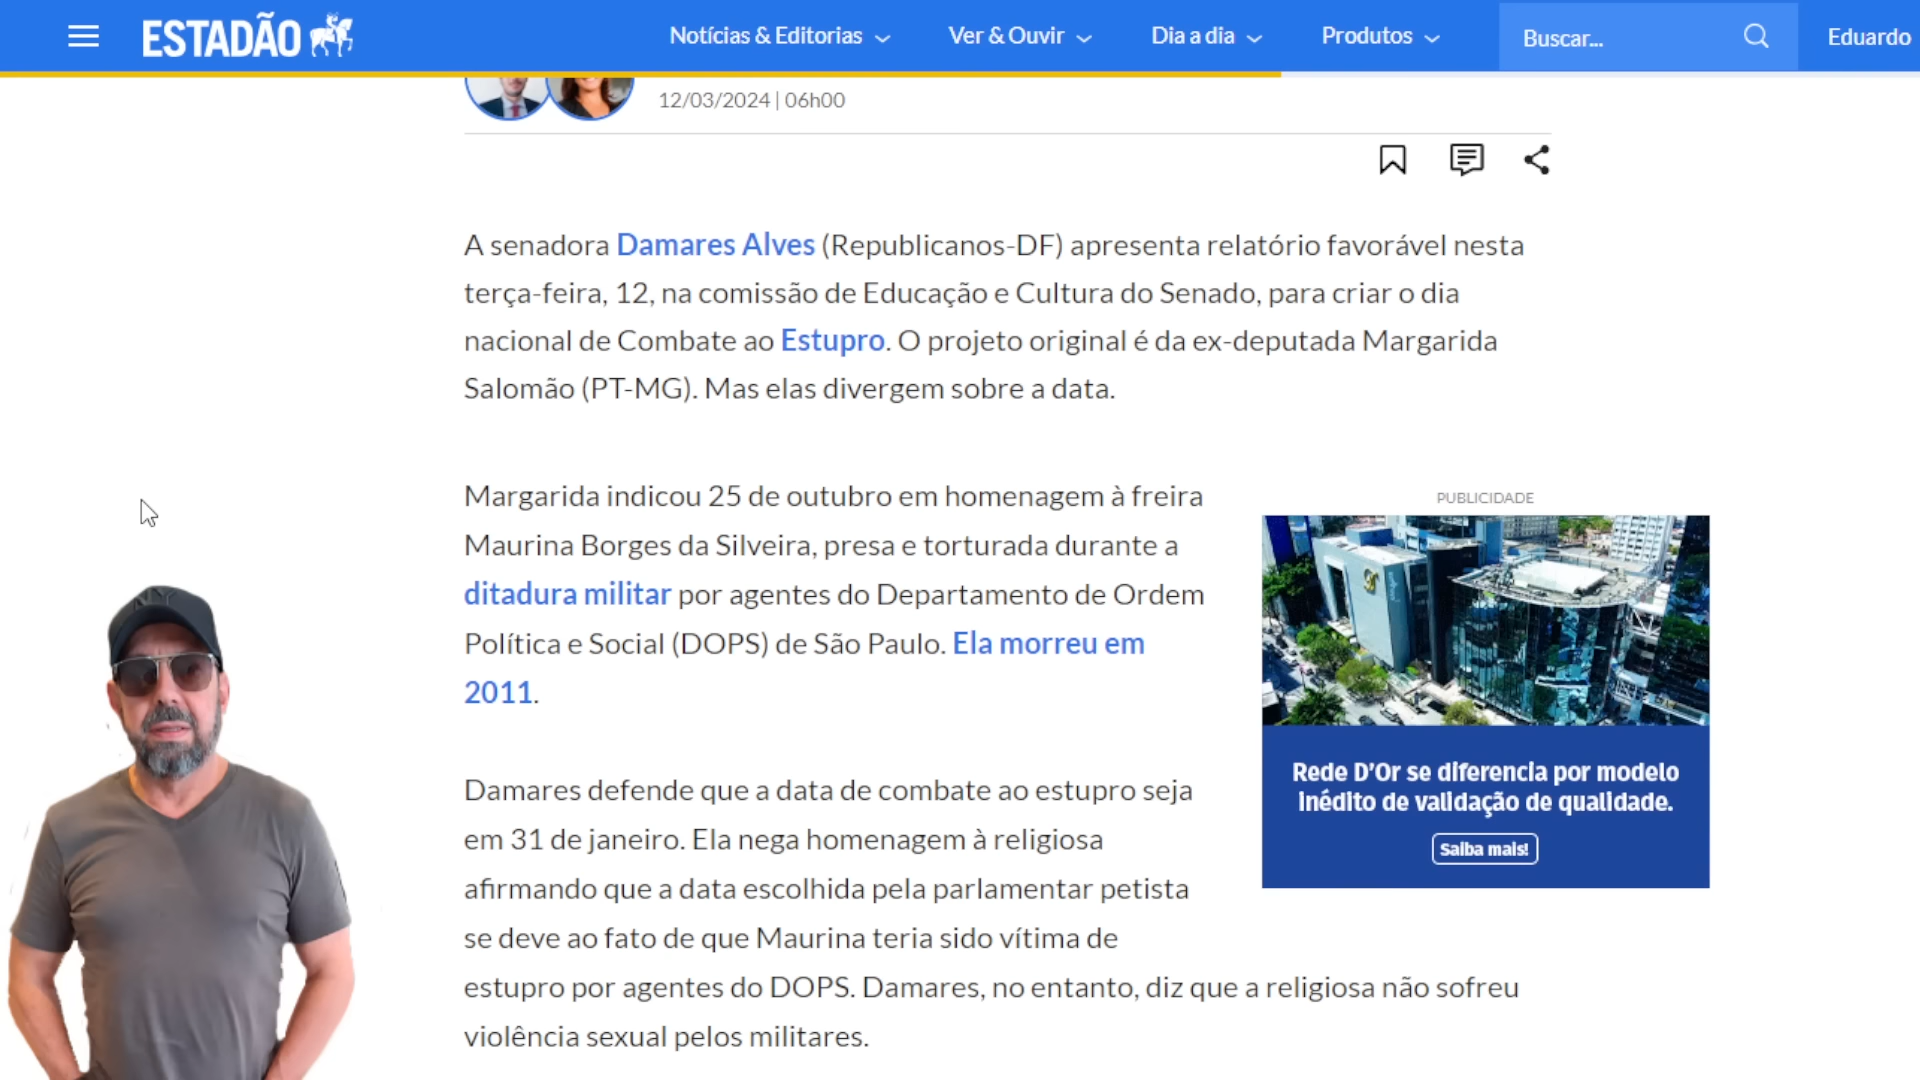 ESTADÃO
Notícias & Editorias
Ver & Ouvir
Dia a dia
Produtos
Buscar...
Eduardo
12/03/2024 | 06h00
A senadora Damares Alves (Republicanos-DF) apresenta relatório favorável nesta
terça-feira, 12, na comissão de Educação e Cultura do Senado, para criar o dia
nacional de Combate ao Estupro. O projeto original é da ex-deputada Margarida
Salomão (PT-MG). Mas elas divergem sobre a data.
Margarida indicou 25 de outubro em homenagem à freira
Maurina Borges da Silveira, presa e torturada durante a
ditadura militar por agentes do Departamento de Ordem
Política e Social (DOPS) de São Paulo. Ela morreu em
2011.
PUBLICIDADE
Rede D'Or se diferencia por modelo
inédito de validação de qualidade.
Saiba mais!
Damares defende que a data de combate ao estupro seja
em 31 de janeiro. Ela nega homenagem à religiosa
afirmando que a data escolhida pela parlamentar petista
se deve ao fato de que Maurina teria sido vítima de
estupro por agentes do DOPS. Damares, no entanto, diz que a religiosa não sofreu
violência sexual pelos militares.
NY